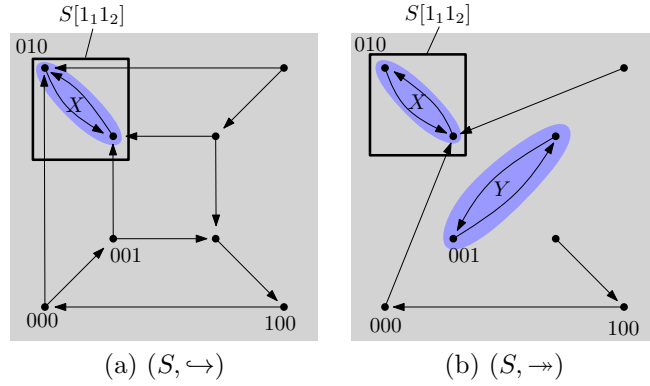 S[1₁1₂]
010
X
001
000
100
(a) (S, ↪)
S[1₁1₂]
010
X
Y
001
000
100
(b) (S, ↠)